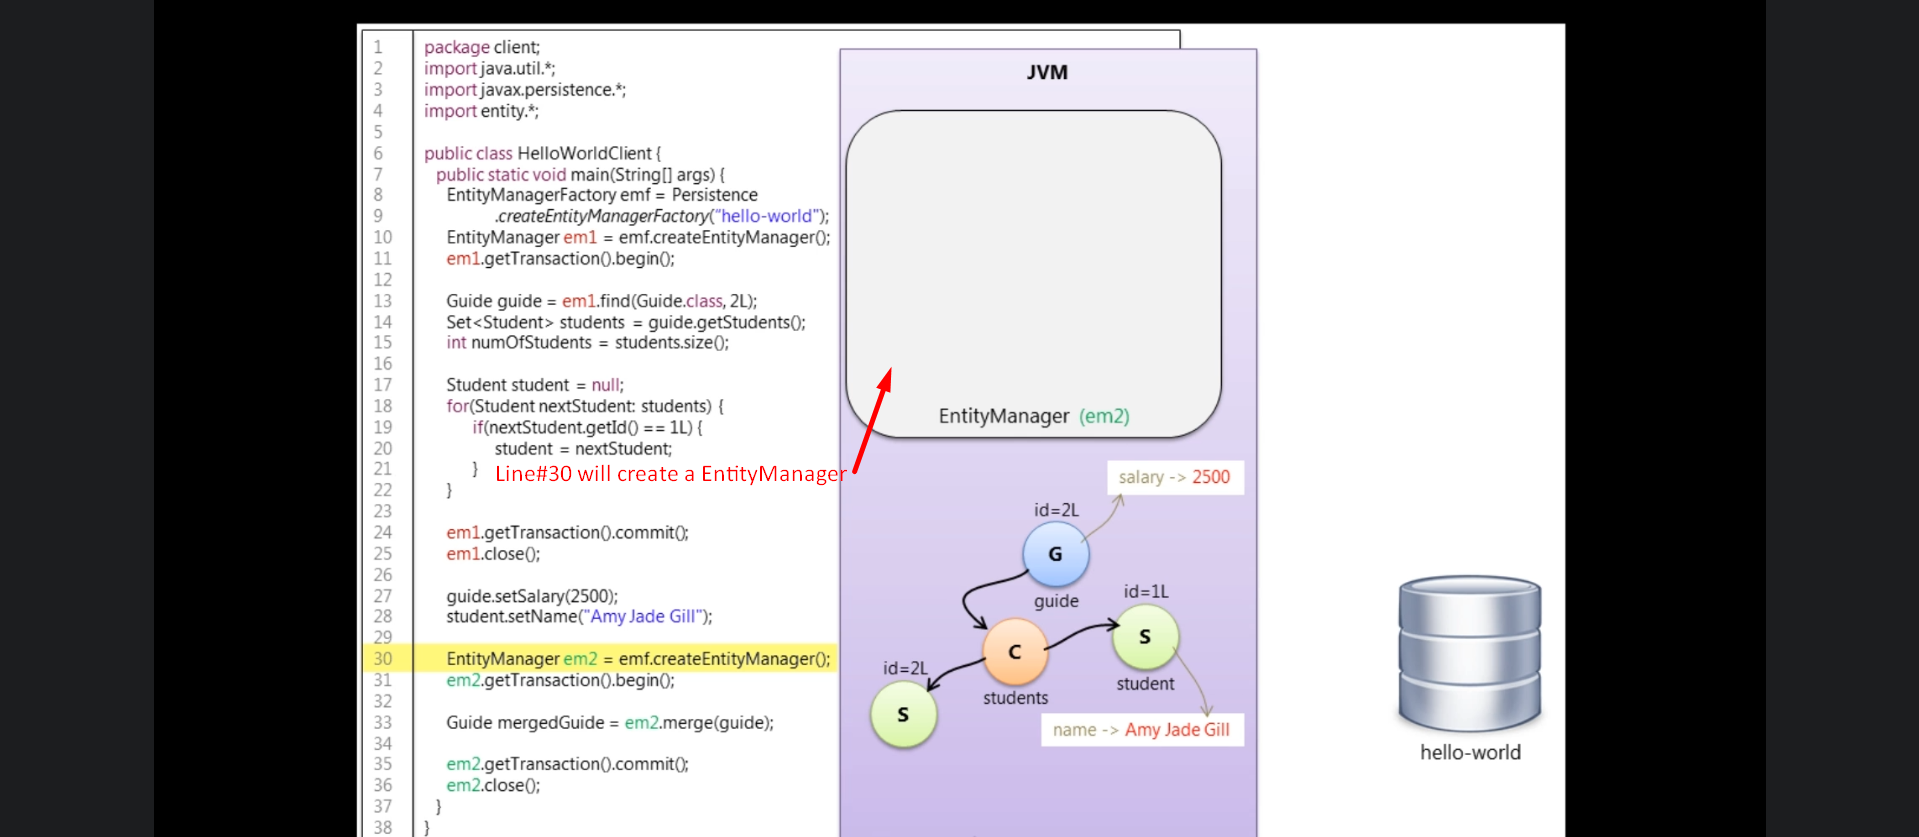 1 package client;
2 import java.util.*;
3 import javax.persistence.*;
4 import entity.*;
5
6 public class HelloWorldClient {
7 public static void main(String[] args) {
8 EntityManagerFactory emf = Persistence
9 .createEntityManagerFactory("hello-world");
10 EntityManager em1 = emf.createEntityManager();
11 em1.getTransaction().begin();
12
13 Guide guide = em1.find(Guide.class, 2L);
14 Set<Student> students = guide.getStudents();
15 int numOfStudents = students.size();
16
17 Student student = null;
18 for(Student nextStudent: students) {
19 if(nextStudent.getId() == 1L) {
20 student = nextStudent;
21 }
22 }
23
24 em1.getTransaction().commit();
25 em1.close();
26
27 guide.setSalary(2500);
28 student.setName("Amy Jade Gill");
29
30 EntityManager em2 = emf.createEntityManager();
31 em2.getTransaction().begin();
32
33 Guide mergedGuide = em2.merge(guide);
34
35 em2.getTransaction().commit();
36 em2.close();
37 }
38 }
Line#30 will create a EntityManager
JVM
EntityManager (em2)
salary -> 2500
id=2L
G
guide
id=1L
S
student
C
students
id=2L
S
name -> Amy Jade Gill
hello-world